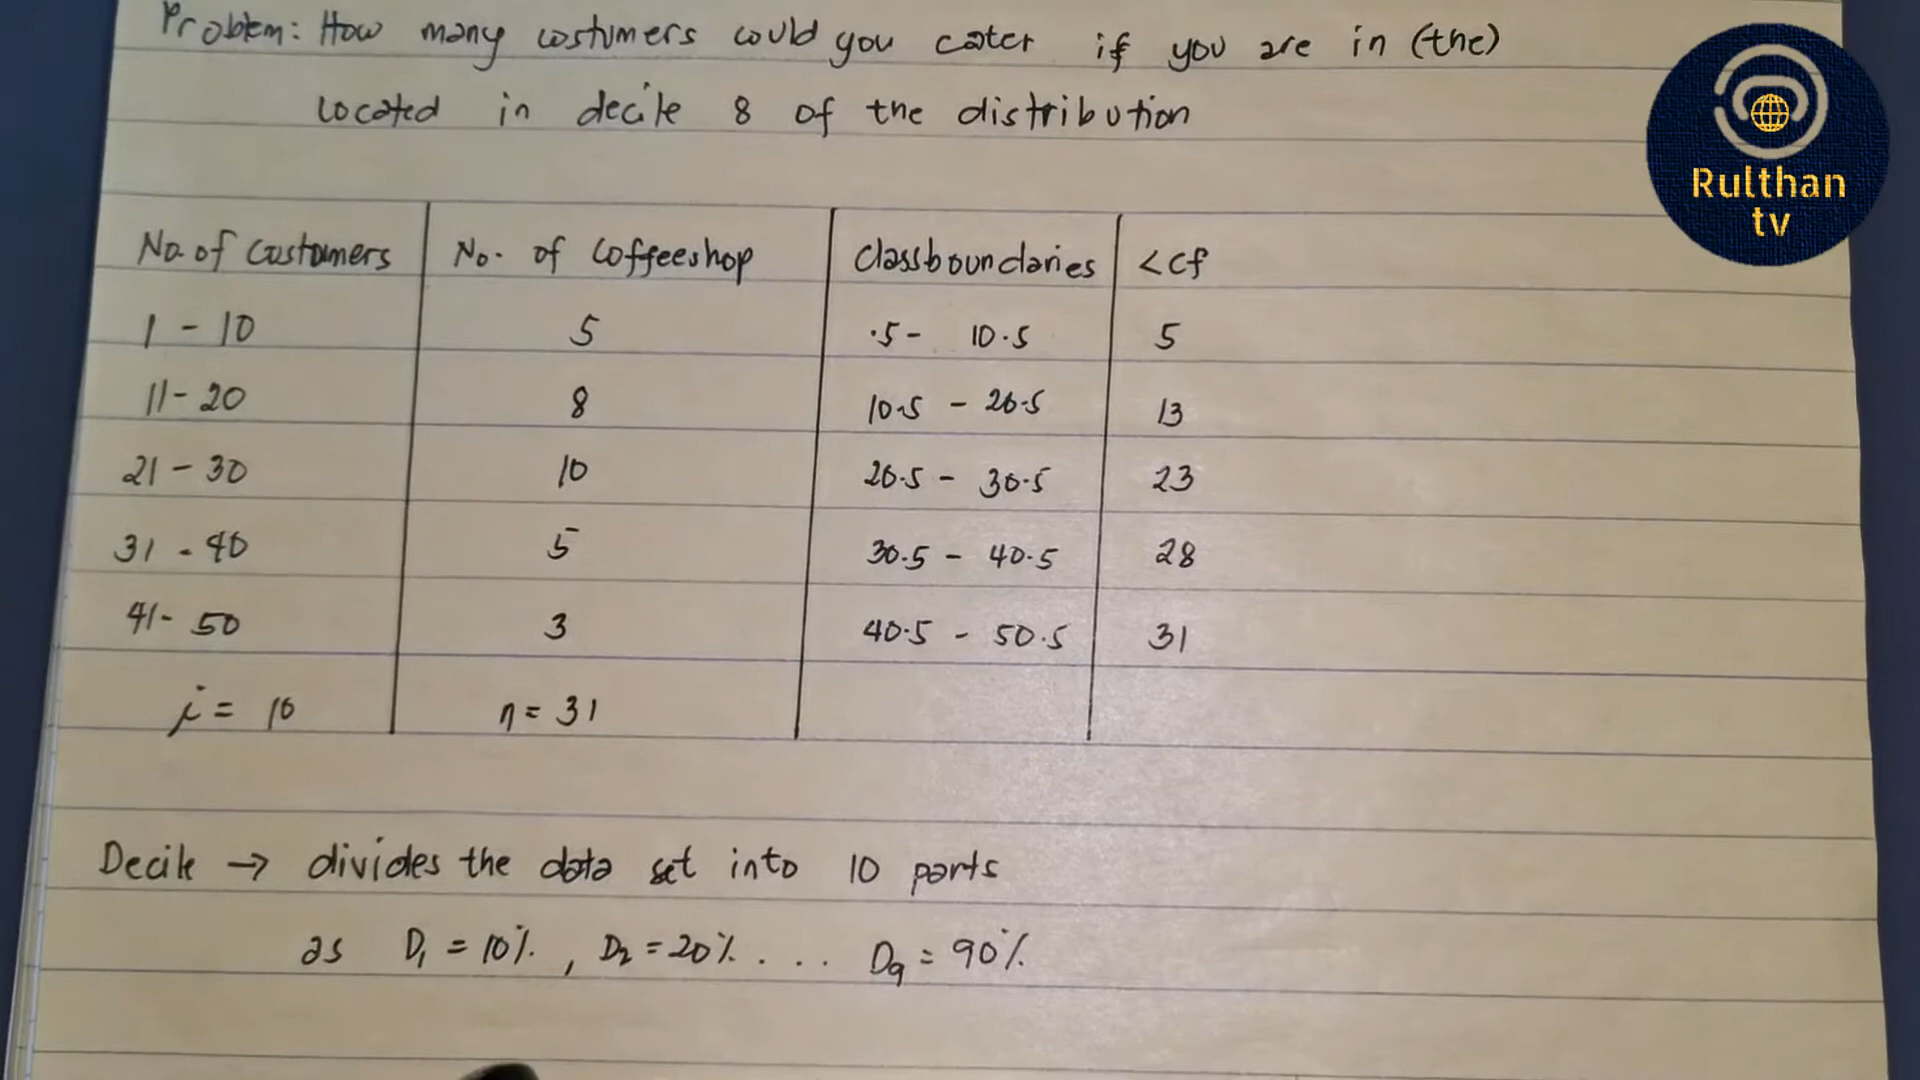 Problem: How many costumers could you cater if you are in (the)
located in decile 8 of the distribution
Rulthan
tv
No. of Customers No. of Coffeeshop Classboundaries <cf
1 - 10 5 .5 - 10.5 5
11 - 20 8 10.5 - 20.5 13
21 - 30 10 20.5 - 30.5 23
31 - 40 5 30.5 - 40.5 28
41 - 50 3 40.5 - 50.5 31
i = 10 n = 31
Decile → divides the data set into 10 parts
as D₁ = 10%, D₂ = 20% . . . . D₉ = 90%